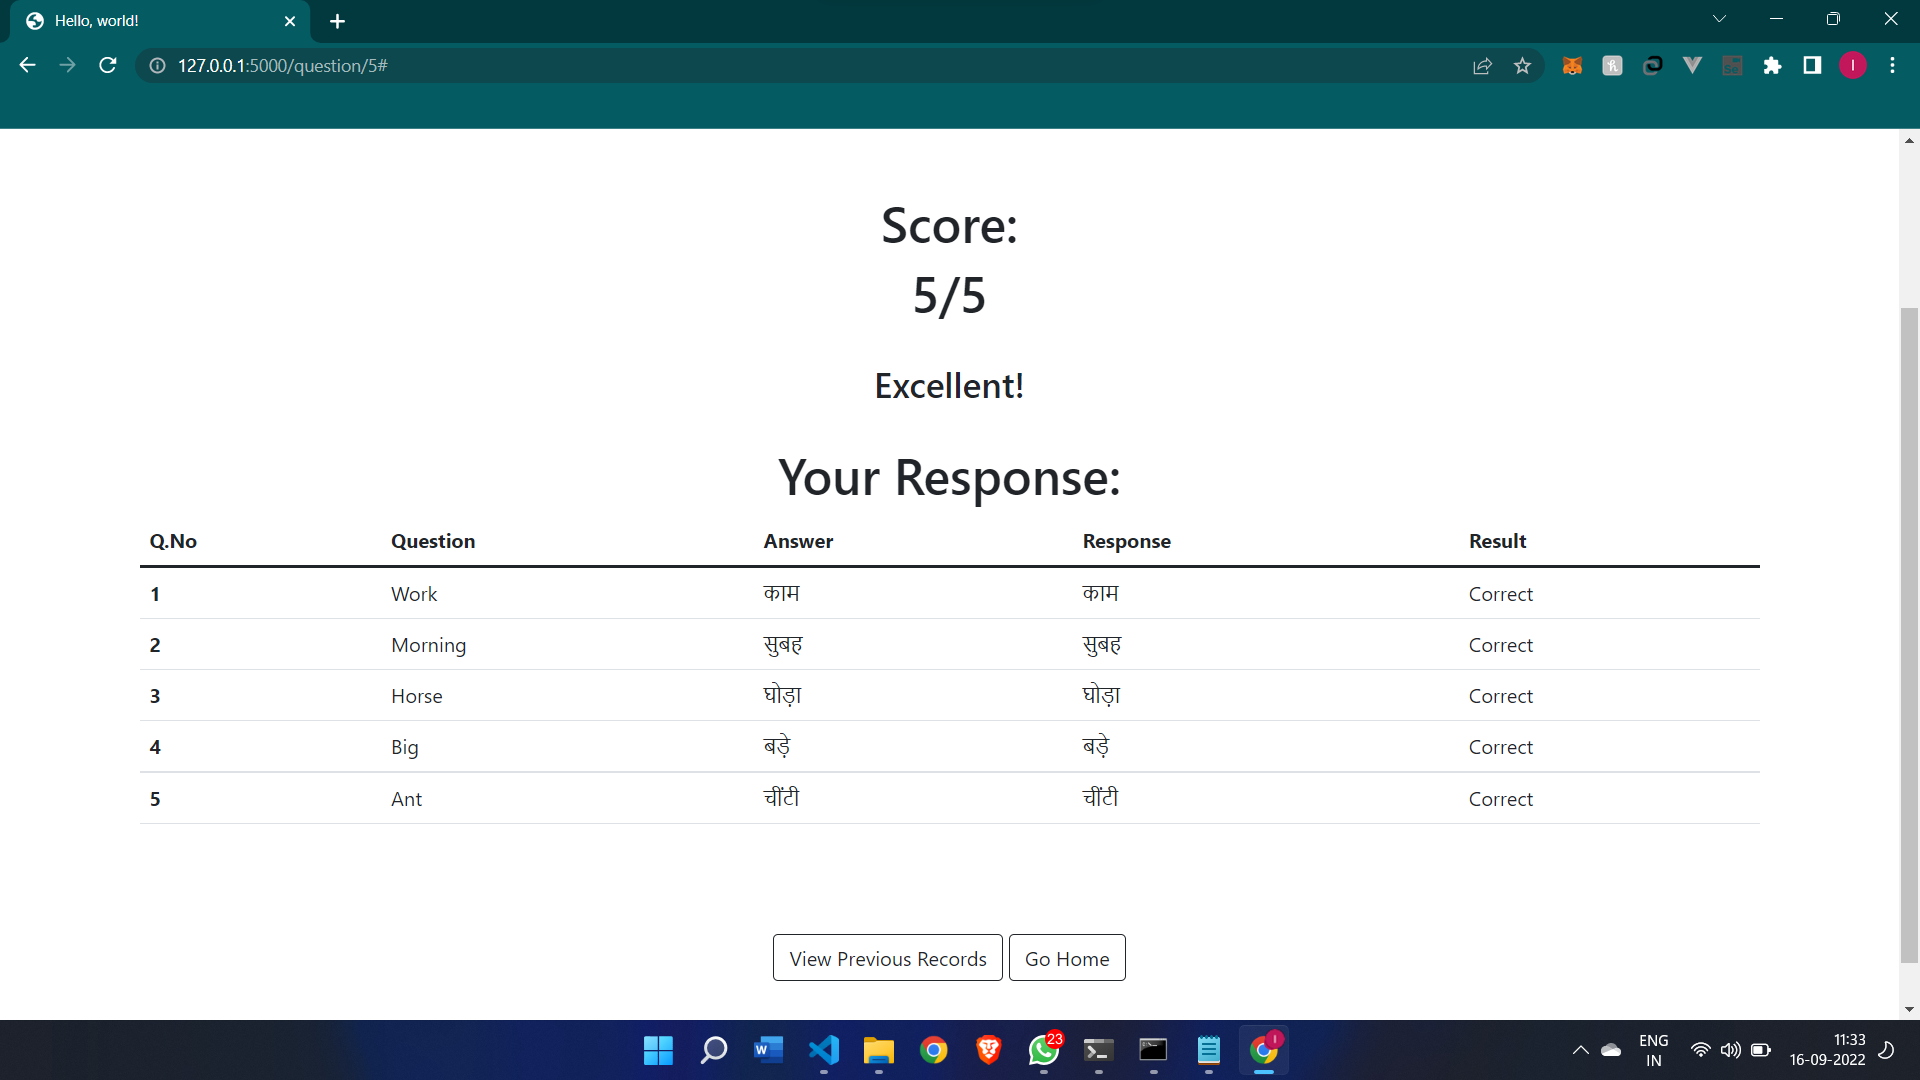 Hello, world!
127.0.0.1:5000/question/5#
Score:
5/5
Excellent!
Your Response:
Q.No Question Answer Response Result
1 Work काम काम Correct
2 Morning सुबह सुबह Correct
3 Horse घोड़ा घोड़ा Correct
4 Big बड़े बड़े Correct
5 Ant चींटी चींटी Correct
View Previous Records Go Home
23
ENG
IN
11:33
16-09-2022